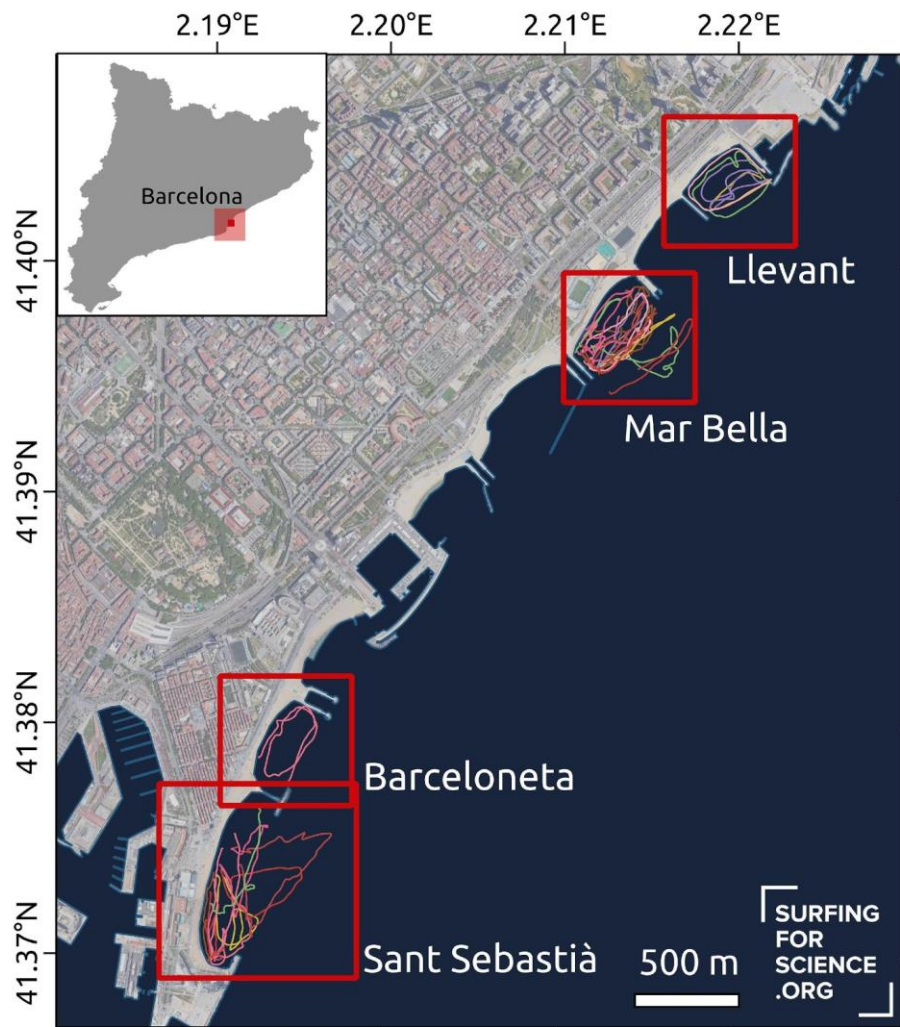 2.19°E 2.20°E 2.21°E 2.22°E
Barcelona
41.40°N
Llevant
Mar Bella
41.39°N
41.38°N
Barceloneta
41.37°N
Sant Sebastià
500 m
SURFING
FOR
SCIENCE
.ORG